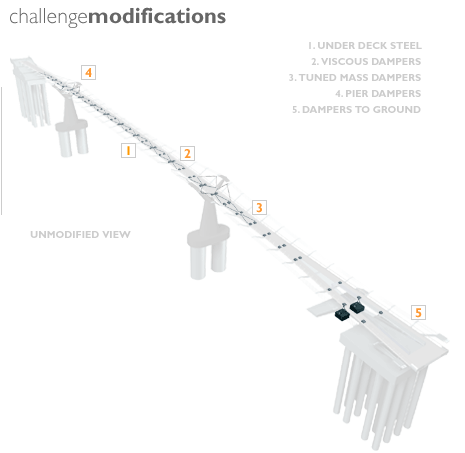 challengemodifications
1. UNDER DECK STEEL
2. VISCOUS DAMPERS
3. TUNED MASS DAMPERS
4. PIER DAMPERS
5. DAMPERS TO GROUND
4
1
2
3
UNMODIFIED VIEW
5